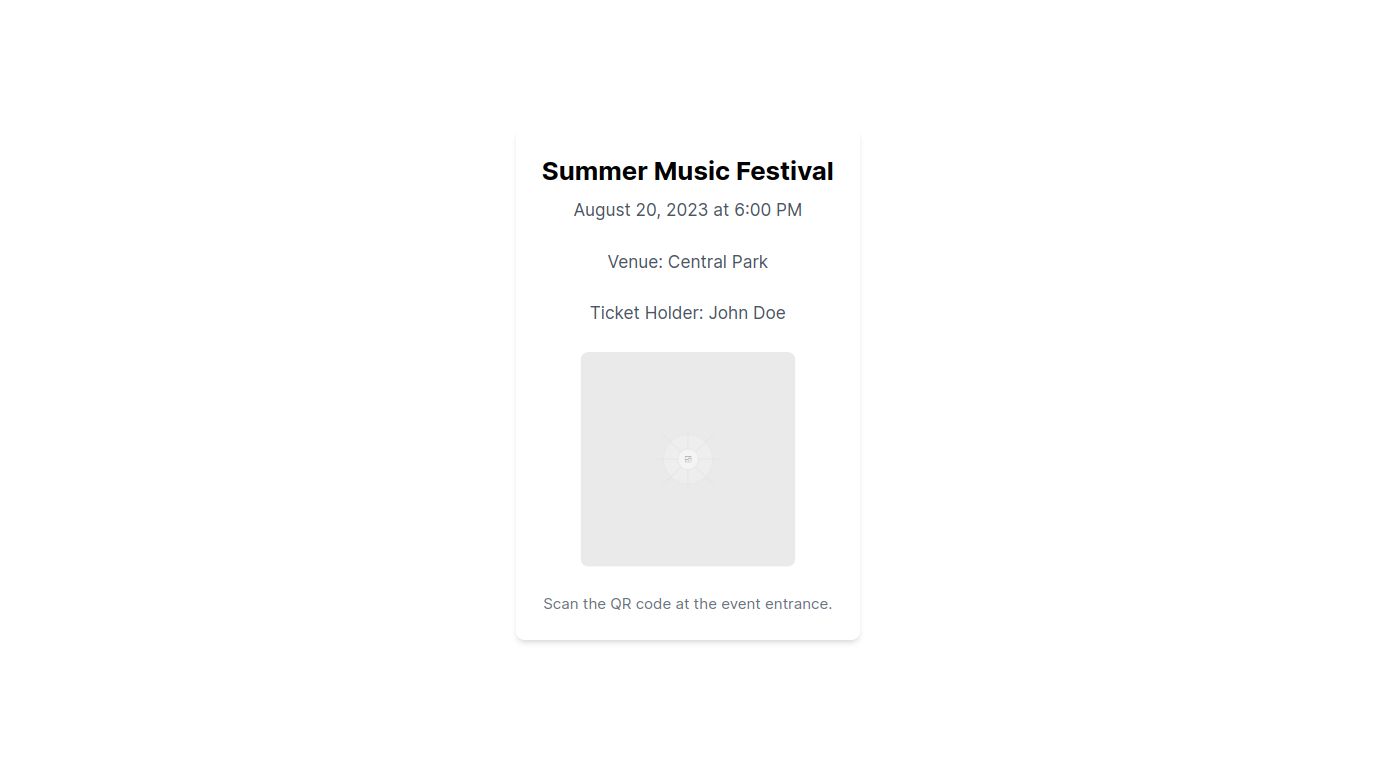 Summer Music Festival
August 20, 2023 at 6:00 PM
Venue: Central Park
Ticket Holder: John Doe
Scan the QR code at the event entrance.